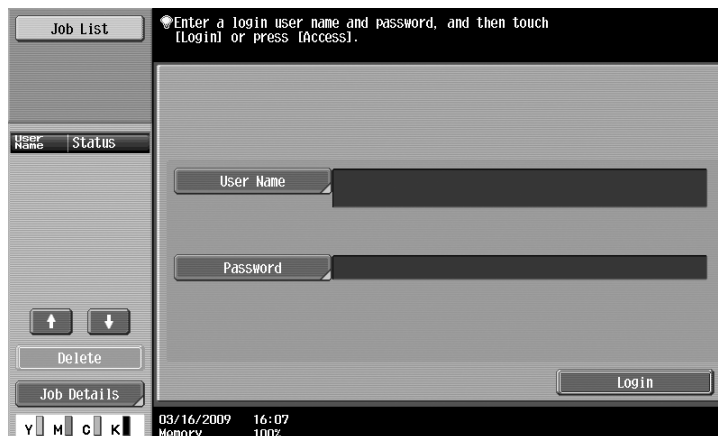 Job List
Enter a login user name and password, and then touch
[Login] or press [Access].
User Name
Status
User Name
Password
Delete
Job Details
Login
Y M C K
03/16/2009 16:07
Memory 100%